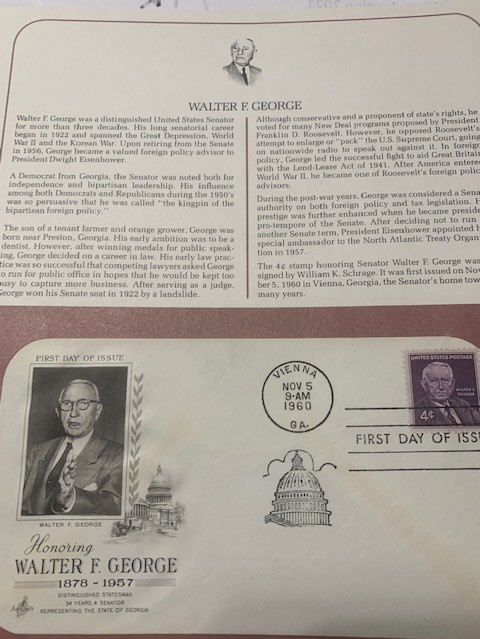 WALTER F. GEORGE
Walter F. George was a distinguished United States Senator
for more than three decades. His long senatorial career
began in 1922 and spanned the Great Depression, World
War II and the Korean War. Upon retiring from the Senate
in 1956, George became a valued foreign policy advisor to
President Dwight Eisenhower.
A Democrat from Georgia, the Senator was noted both for
independence and bipartisan leadership. His influence
among both Democrats and Republicans during the 1950's
was so persuasive that he was called "the kingpin of the
bipartisan foreign policy."
The son of a tenant farmer and orange grower, George was
born near Preston, Georgia. His early ambition was to be a
dentist. However, after winning medals for public speak-
ing, George decided on a career in law. His early law prac-
tice was so successful that competing lawyers asked George
to run for public office in hopes that he would be kept too
busy to capture more business. After serving as a judge,
George won his Senate seat in 1922 by a landslide.
Although conservative and a proponent of state's rights, he
voted for many New Deal programs proposed by President
Franklin D. Roosevelt. However, he opposed Roosevelt's
attempt to enlarge or "pack" the U.S. Supreme Court, going
on nationwide radio to speak out against it. In foreign
policy, George led the successful fight to aid Great Britain
with the Lend-Lease Act of 1941. After America entered
World War II, he became one of Roosevelt's foreign polic
advisors.
During the post-war years, George was considered a Sena
authority on both foreign policy and tax legislation. H
prestige was further enhanced when he became preside
pro-tempore of the Senate. After deciding not to run
another Senate term, President Eisenhower appointed h
special ambassador to the North Atlantic Treaty Organ
tion in 1957.
The 4¢ stamp honoring Senator Walter F. George was
signed by William K. Schrage. It was first issued on Nov
ber 5, 1960 in Vienna, Georgia, the Senator's home tow
many years.
FIRST DAY OF ISSUE
WALTER F. GEORGE
Honoring
WALTER F. GEORGE
1878 - 1957
DISTINGUISHED STATESMAN
34 YEARS A SENATOR
REPRESENTING THE STATE OF GEORGIA
VIENNA
NOV 5
9-AM
1960
GA.
UNITED STATES POSTAGE
WALTER F.
GEORGE
4¢
FIRST DAY OF ISSU